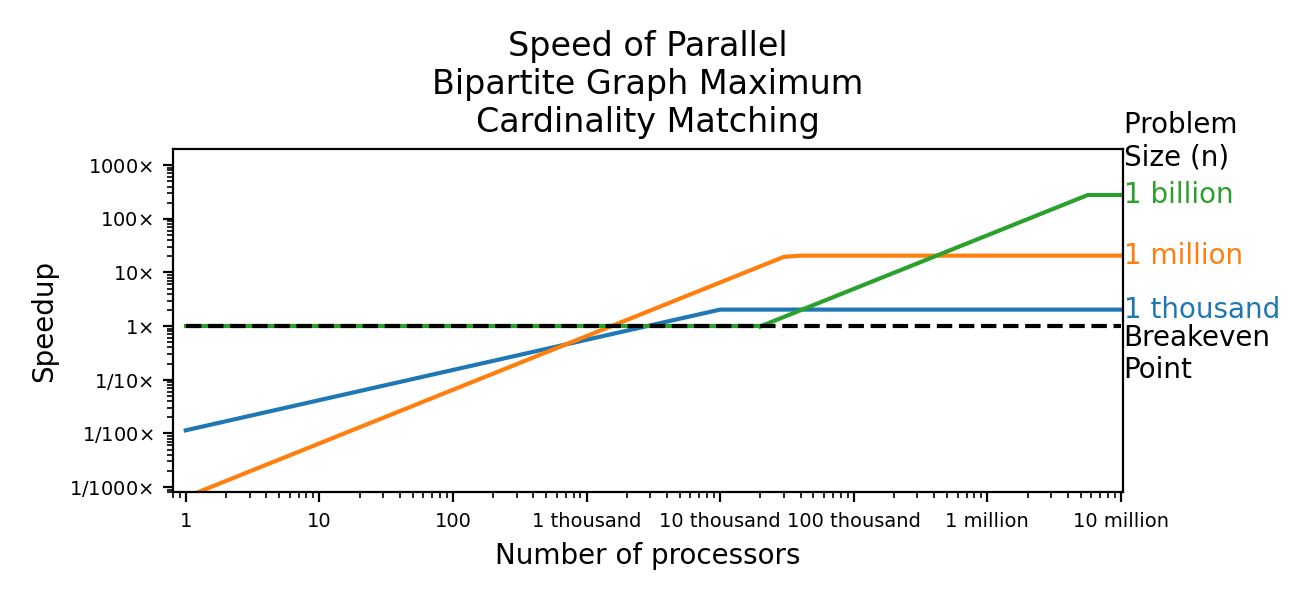 Speed of Parallel
Bipartite Graph Maximum
Cardinality Matching
Problem
Size (n)
1000×
100×
10×
1×
1/10×
1/100×
1/1000×
Speedup
1 billion
1 million
1 thousand
Breakeven
Point
1 10 100 1 thousand 10 thousand 100 thousand 1 million 10 million
Number of processors